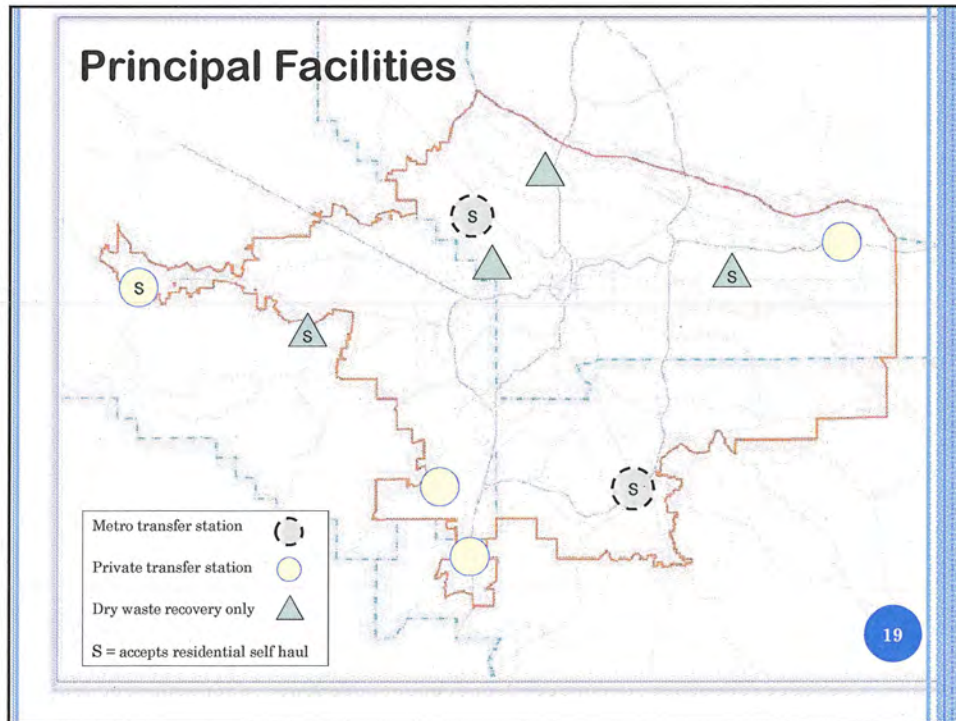 Principal Facilities
S
S
S
S
S
Metro transfer station
Private transfer station
Dry waste recovery only
S = accepts residential self haul
19